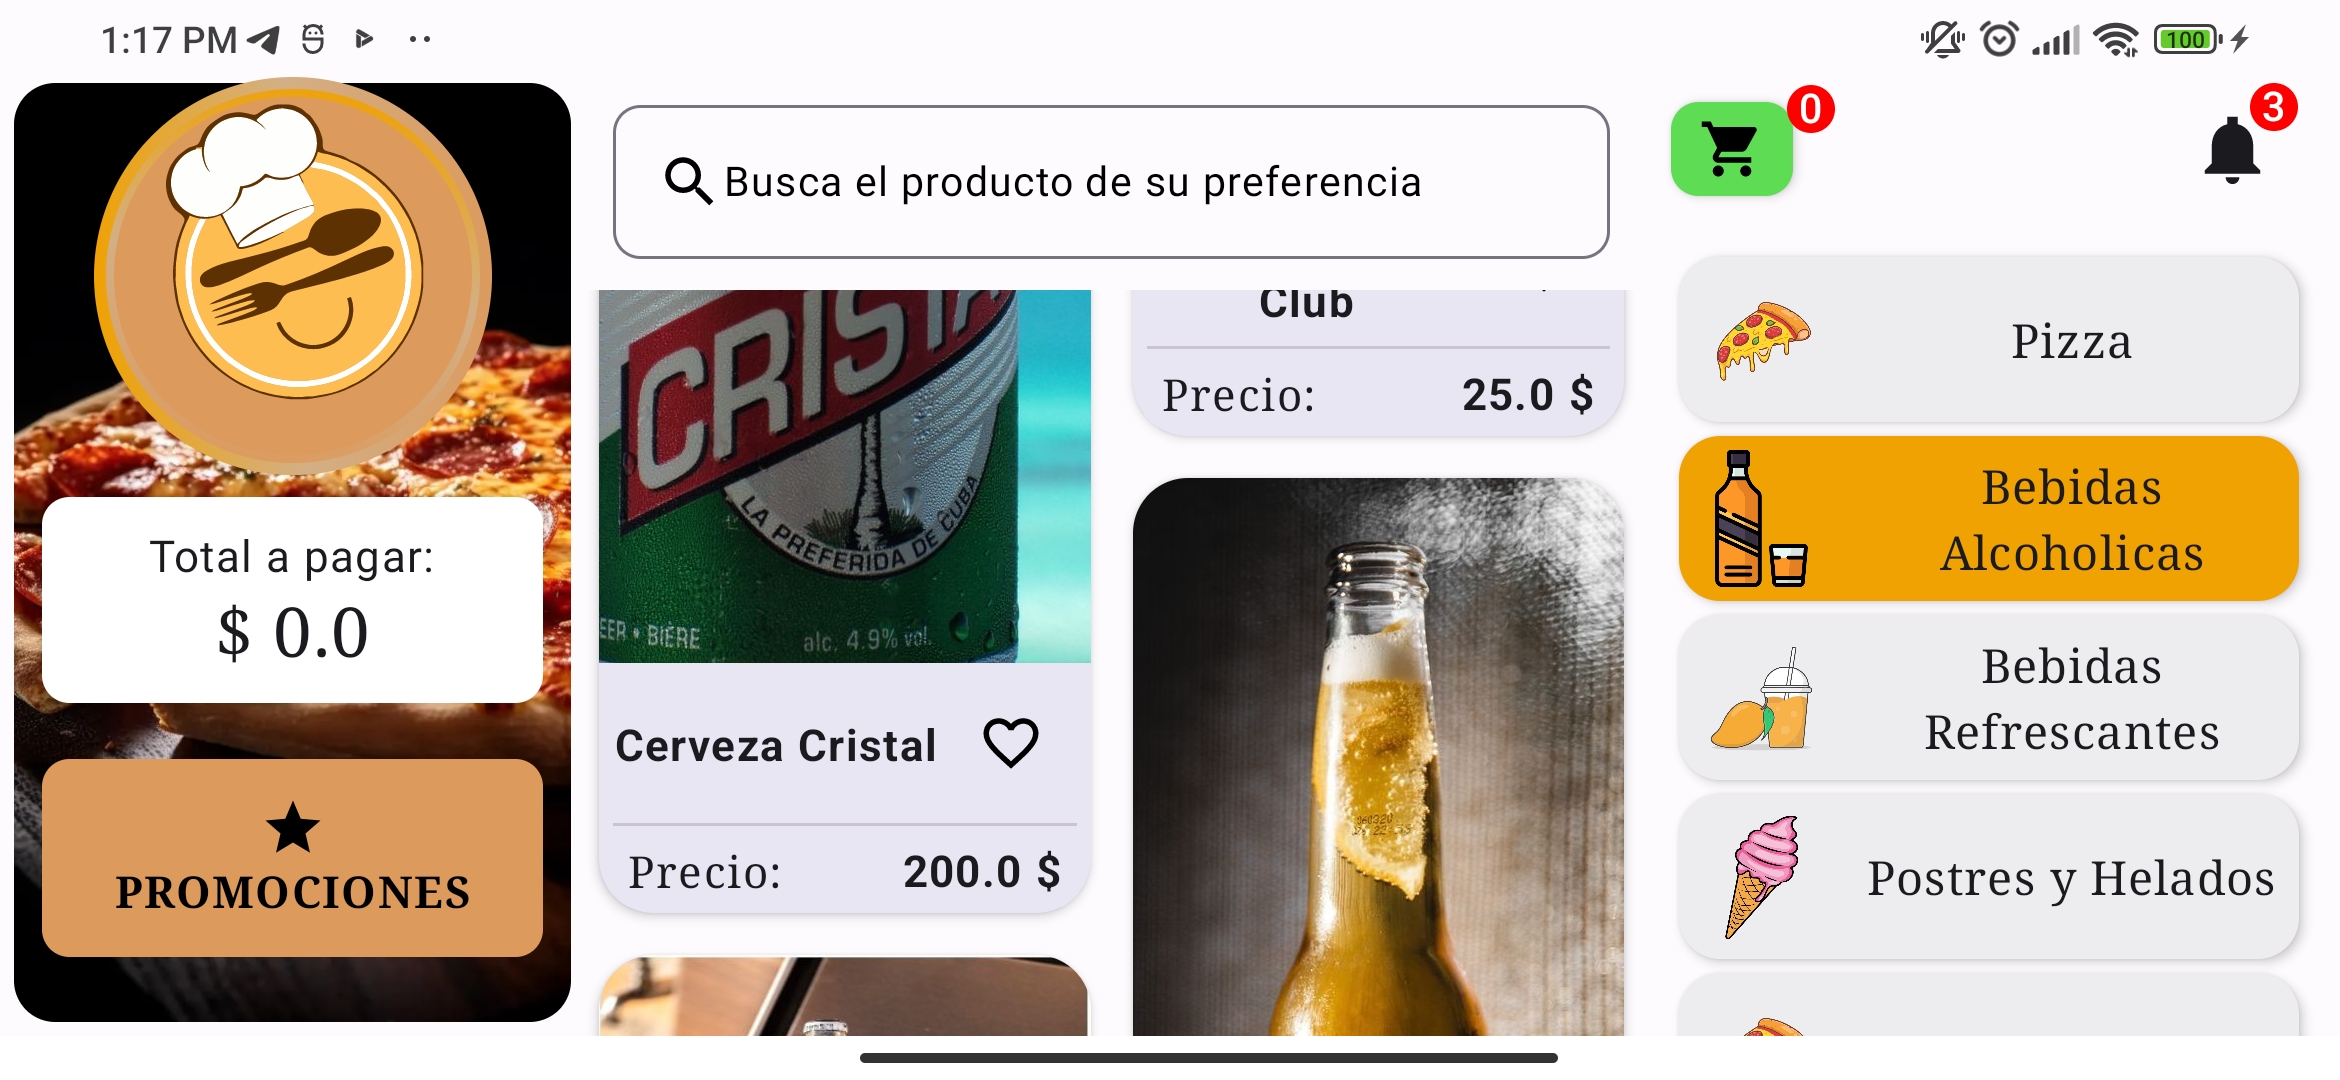 1:17 PM
100
Total a pagar:
$ 0.0
PROMOCIONES
Busca el producto de su preferencia
CRISTA
LA PREFERIDA DE CUBA
BIÈRE
alc. 4.9% vol.
Cerveza Cristal
Precio: 200.0 $
Club
Precio: 25.0 $
0
3
Pizza
Bebidas
Alcoholicas
Bebidas
Refrescantes
Postres y Helados